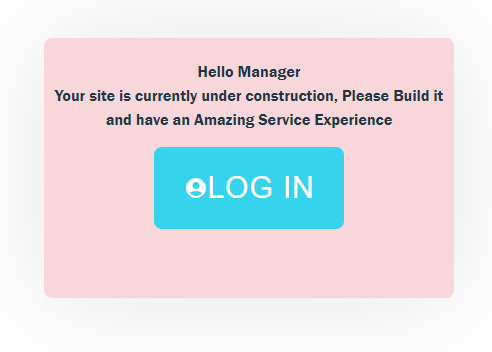 Hello Manager
Your site is currently under construction, Please Build it
and have an Amazing Service Experience
LOG IN